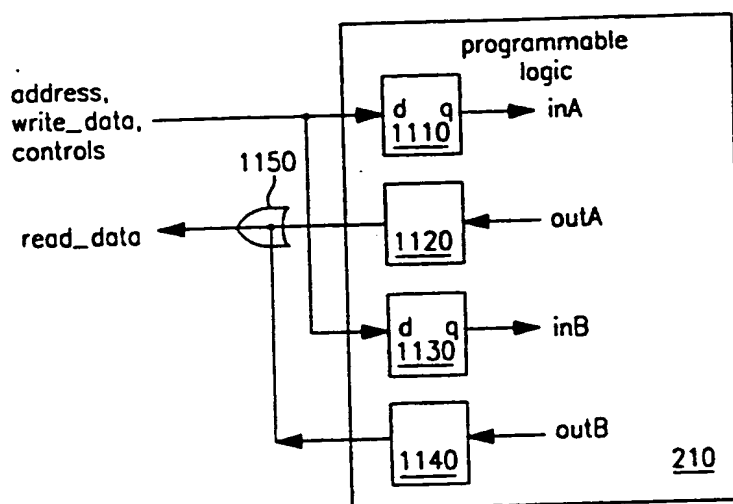 programmable
logic
address,
write_data,
controls
d q
1110
inA
1150
read_data
1120
outA
d q
1130
inB
1140
outB
210